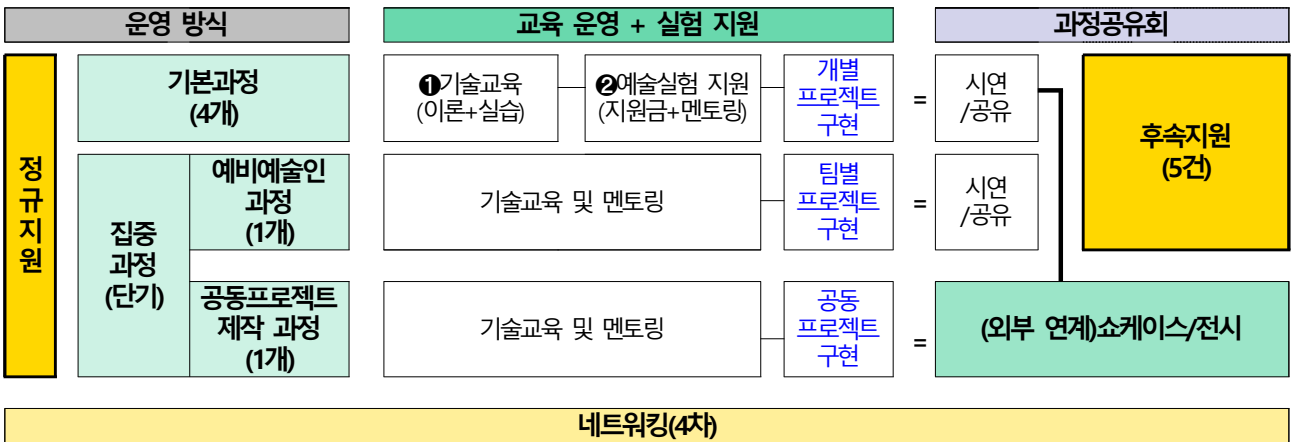 운영 방식
교육 운영 + 실험 지원
과정공유회
정
규
지
원
기본과정
(4개)
❶기술교육
(이론+실습)
❷예술실험 지원
(지원금+멘토링)
개별
프로젝트
구현
=
시연
/공유
후속지원
(5건)
집중
과정
(단기)
예비예술인
과정
(1개)
기술교육 및 멘토링
팀별
프로젝트
구현
=
시연
/공유
공동프로젝트
제작 과정
(1개)
기술교육 및 멘토링
공동
프로젝트
구현
=
(외부 연계)쇼케이스/전시
네트워킹(4차)